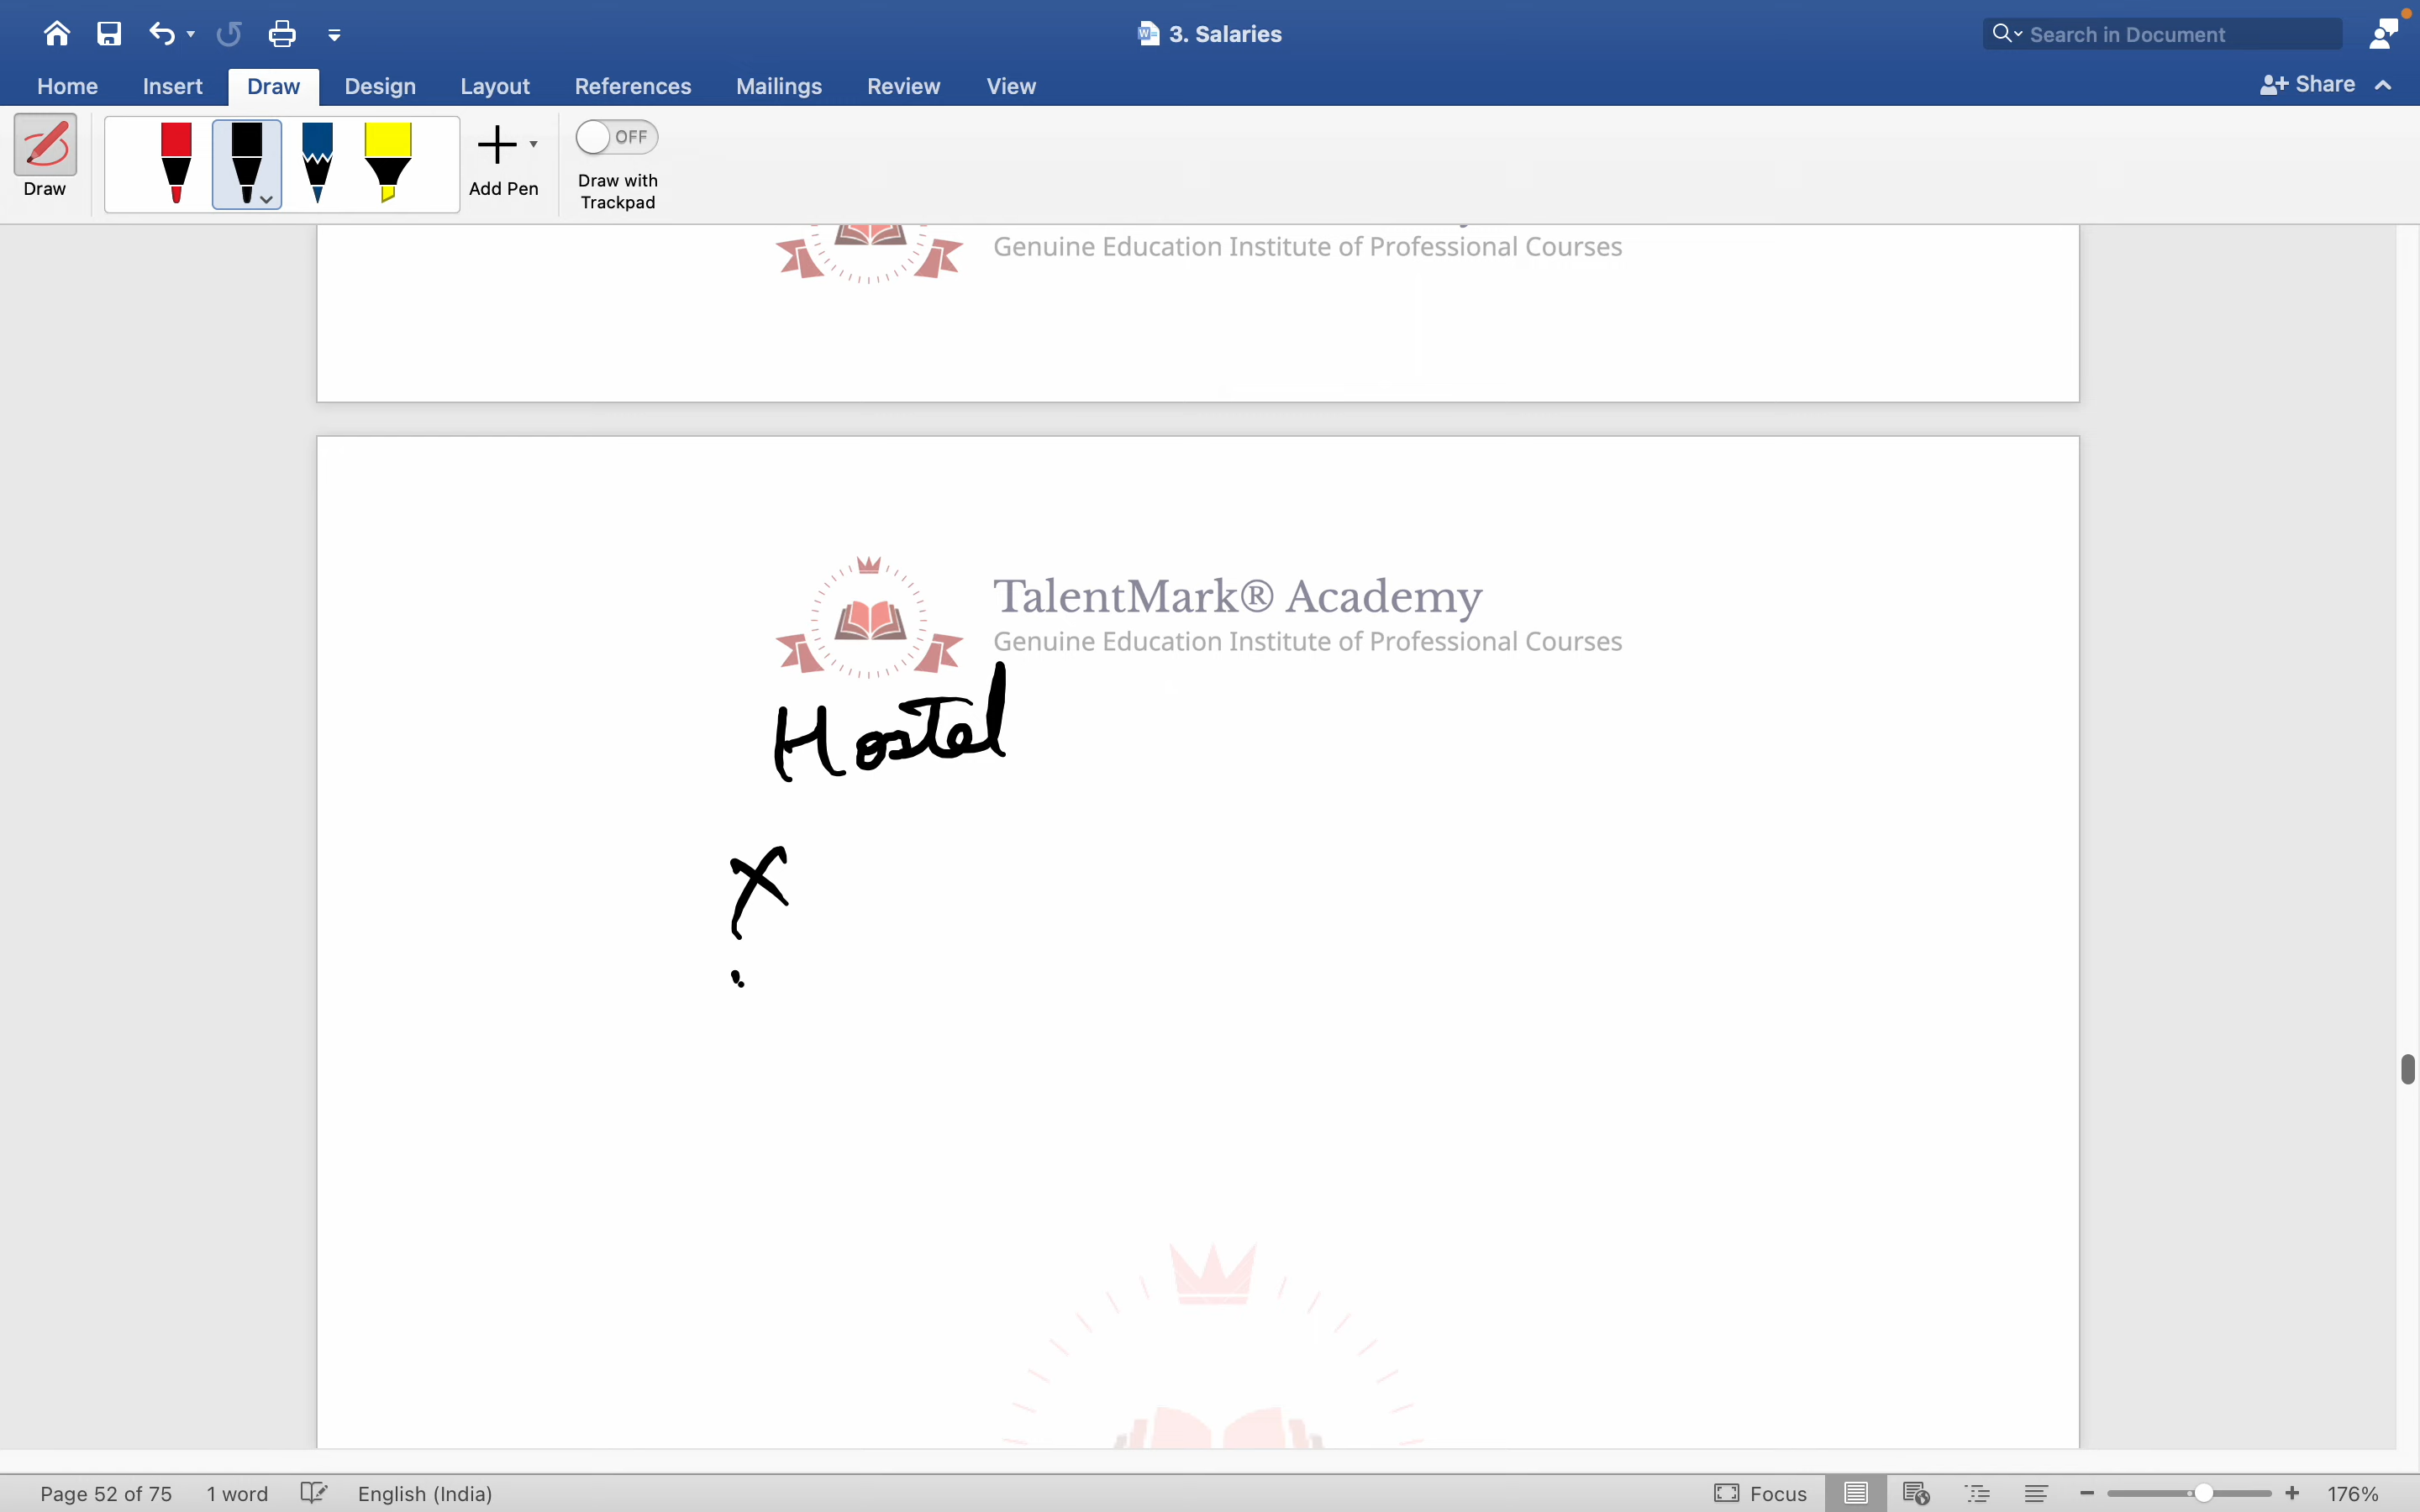 3. Salaries
Search in Document
Home Insert Draw Design Layout References Mailings Review View
Share
Draw
Add Pen
OFF
Draw with
Trackpad
Genuine Education Institute of Professional Courses
TalentMark® Academy
Genuine Education Institute of Professional Courses
Hostel
X
Page 52 of 75 1 word English (India) Focus 176%